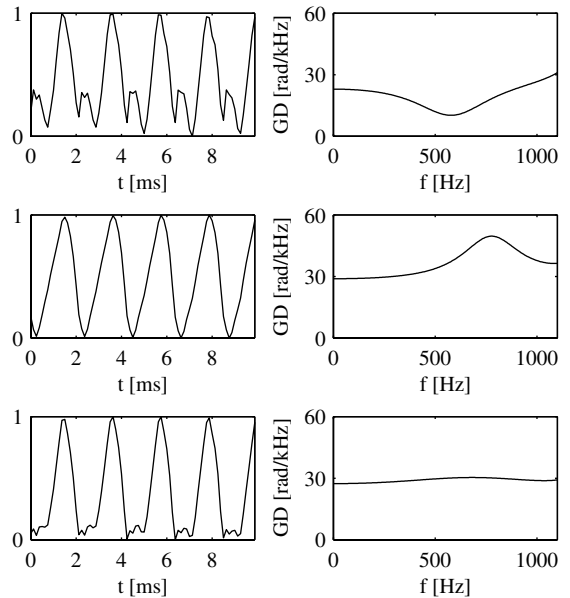 1
0
0 2 4 6 8
t [ms]
GD [rad/kHz]
60
30
0
0 500 1000
f [Hz]
1
0
0 2 4 6 8
t [ms]
GD [rad/kHz]
60
30
0
0 500 1000
f [Hz]
1
0
0 2 4 6 8
t [ms]
GD [rad/kHz]
60
30
0
0 500 1000
f [Hz]